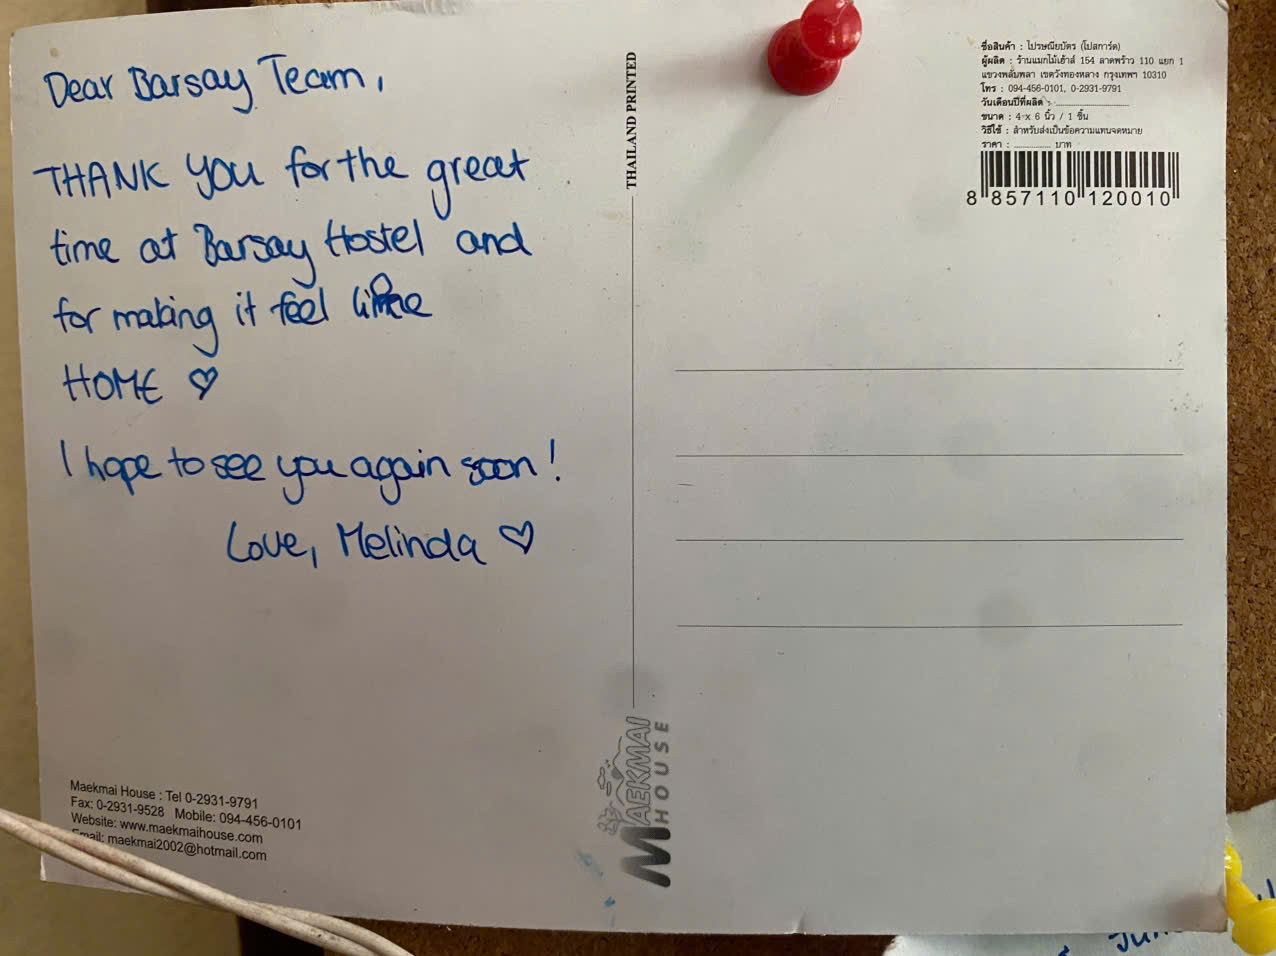 Dear Barsay Team,
THANK YOU for the great
time at Barsay Hostel and
for making it feel like
HOME ♡
I hope to see you again soon!
Love, Melinda ♡
Maekmai House : Tel 0-2931-9791
Fax: 0-2931-9528 Mobile: 094-456-0101
Website: www.maekmaihouse.com
Email: maekmai2002@hotmail.com
THAILAND PRINTED
MAEKMAI
HOUSE
ชื่อสินค้า : ไปรษณียบัตร (โปสการ์ด)
ผู้ผลิต : ร้านแมกไม้เฮ้าส์ 154 ลาดพร้าว 110 แยก 1
แขวงพลับพลา เขตวังทองหลาง กรุงเทพฯ 10310
โทร : 094-456-0101, 0-2931-9791
วันเดือนปีที่ผลิต : ........................
ขนาด : 4 x 6 นิ้ว / 1 ชิ้น
วิธีใช้ : สำหรับส่งเป็นข้อความแทนจดหมาย
ราคา : ............ บาท
8 857110 120010